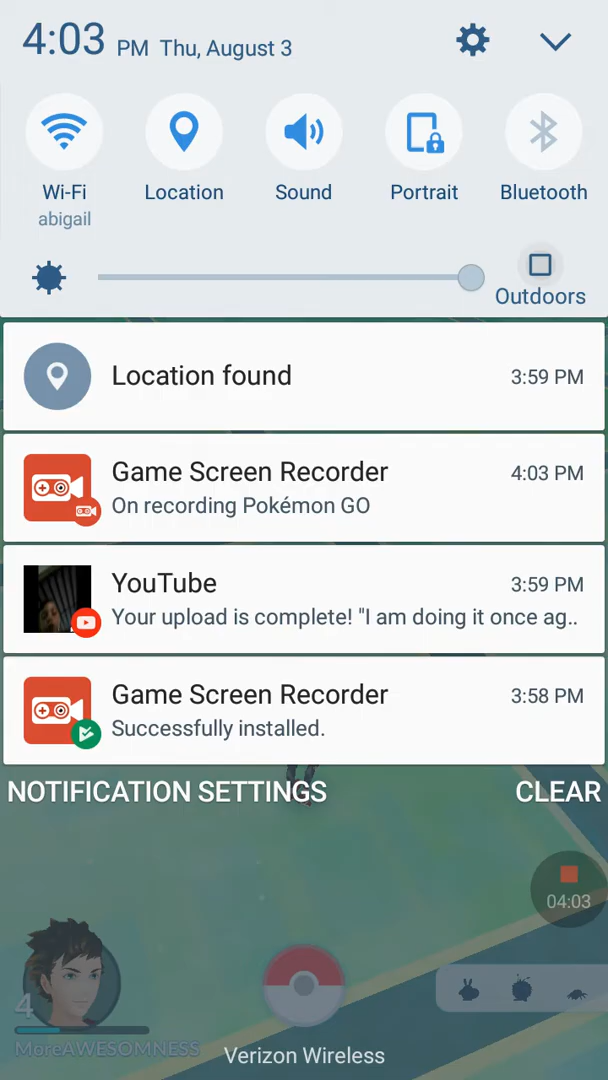 4:03 PM Thu, August 3
Wi-Fi Location Sound Portrait Bluetooth
abigail
Outdoors
Location found 3:59 PM
Game Screen Recorder 4:03 PM
On recording Pokémon GO
YouTube 3:59 PM
Your upload is complete! "I am doing it once ag..
Game Screen Recorder 3:58 PM
Successfully installed.
NOTIFICATION SETTINGS CLEAR
04:03
4
MoreAWESOMNESS
Verizon Wireless